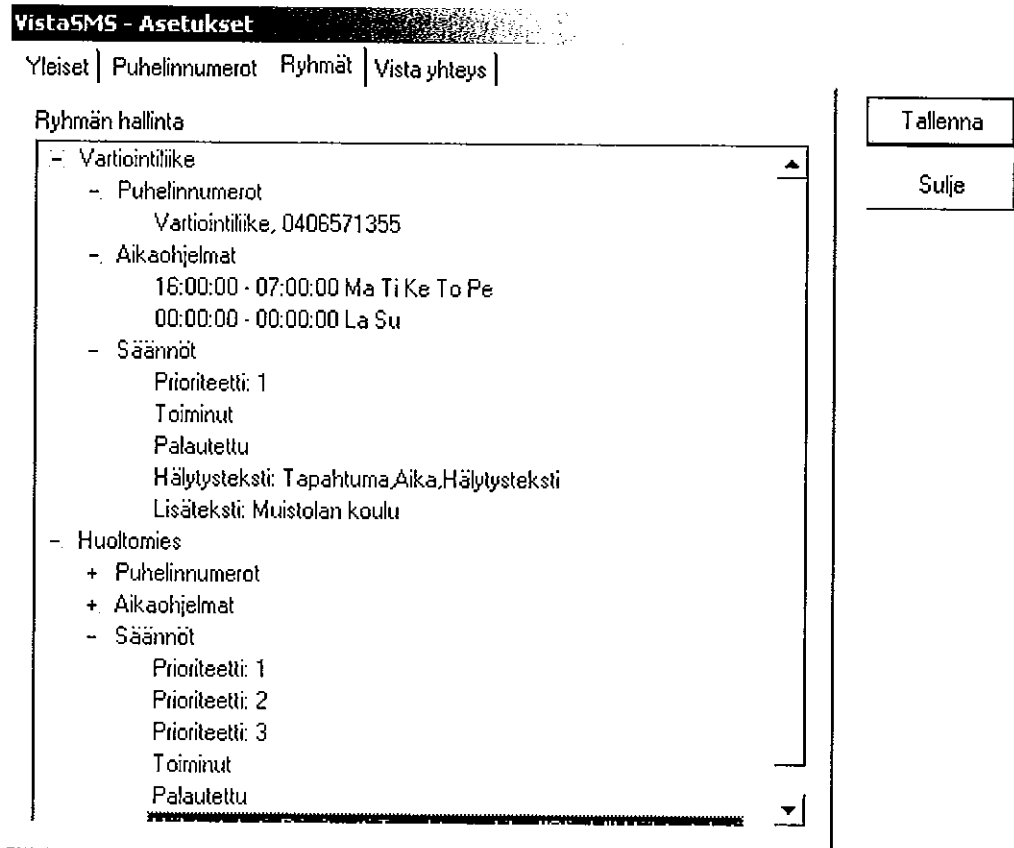 VistaSMS - Asetukset
Yleiset Puhelinnumerot Ryhmät Vista yhteys
Ryhmän hallinta
Tallenna
Sulje
- Vartiointiliike
- Puhelinnumerot
Vartiointiliike, 0406571355
- Aikaohjelmat
16:00:00 - 07:00:00 Ma Ti Ke To Pe
00:00:00 - 00:00:00 La Su
- Säännöt
Prioriteetti: 1
Toiminut
Palautettu
Hälytysteksti: Tapahtuma,Aika,Hälytysteksti
Lisäteksti: Muistolan koulu
- Huoltomies
+ Puhelinnumerot
+ Aikaohjelmat
- Säännöt
Prioriteetti: 1
Prioriteetti: 2
Prioriteetti: 3
Toiminut
Palautettu